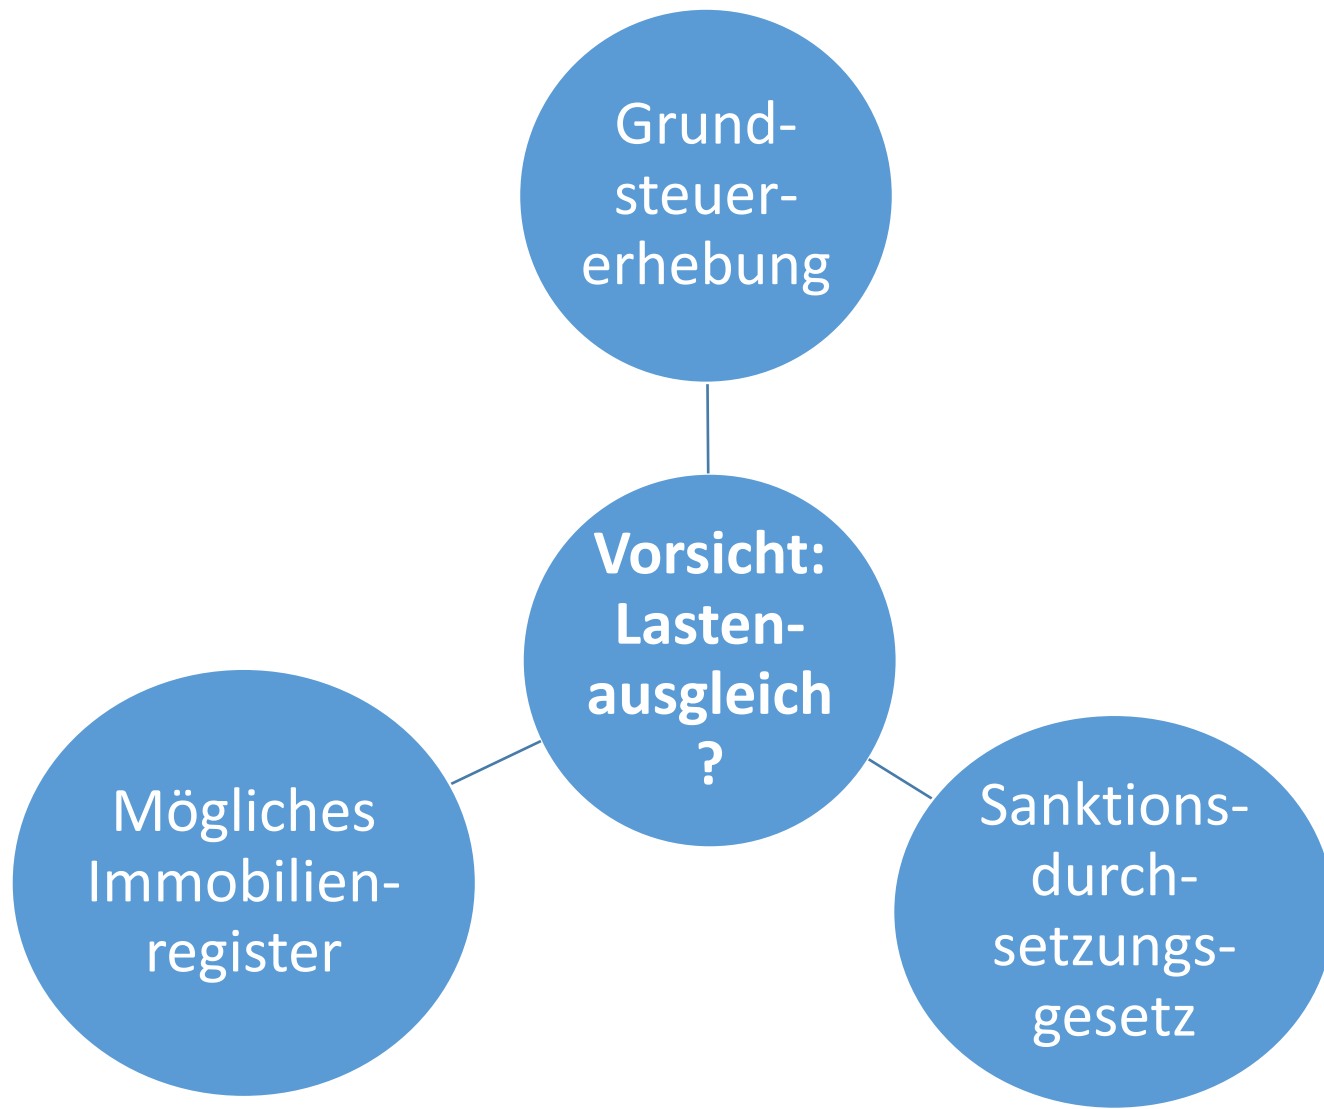 Grund-
steuer-
erhebung
Vorsicht:
Lasten-
ausgleich
?
Mögliches
Immobilien-
register
Sanktions-
durch-
setzungs-
gesetz